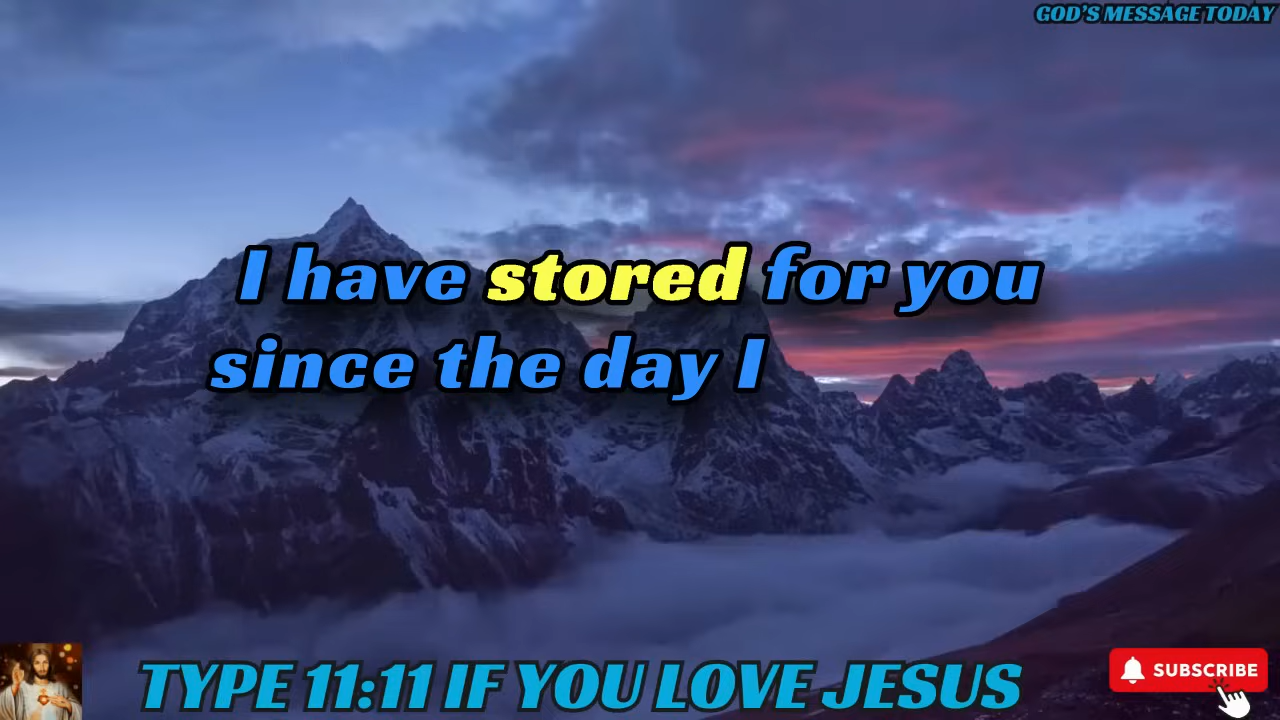 GOD'S MESSAGE TODAY
I have stored for you
since the day I
TYPE 11:11 IF YOU LOVE JESUS
SUBSCRIBE